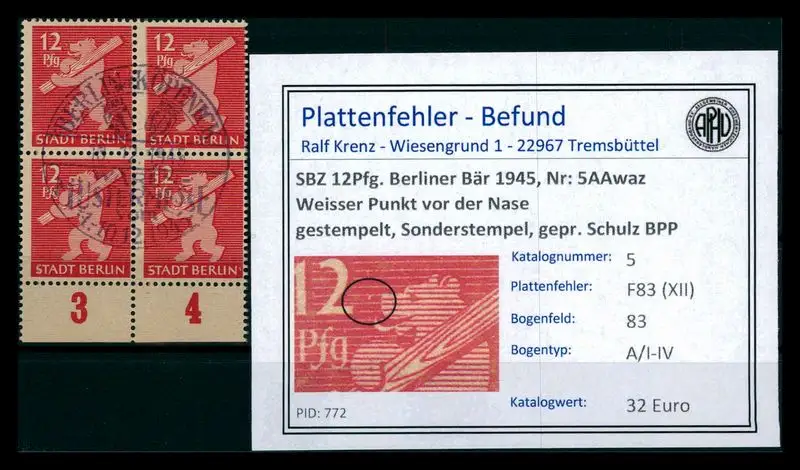 12
Pfg
STADT BERLIN
12
Pfg
STADT BERLIN
12
Pfg
STADT BERLIN
12
Pfg
STADT BERLIN
3
4
Plattenfehler - Befund
Ralf Krenz - Wiesengrund 1 - 22967 Tremsbüttel
SBZ 12Pfg. Berliner Bär 1945, Nr: 5AAwaz
Weisser Punkt vor der Nase
gestempelt, Sonderstempel, gepr. Schulz BPP
Katalognummer: 5
Plattenfehler: F83 (XII)
Bogenfeld: 83
Bogentyp: A/I-IV
Katalogwert: 32 Euro
12
Pfg
PID: 772